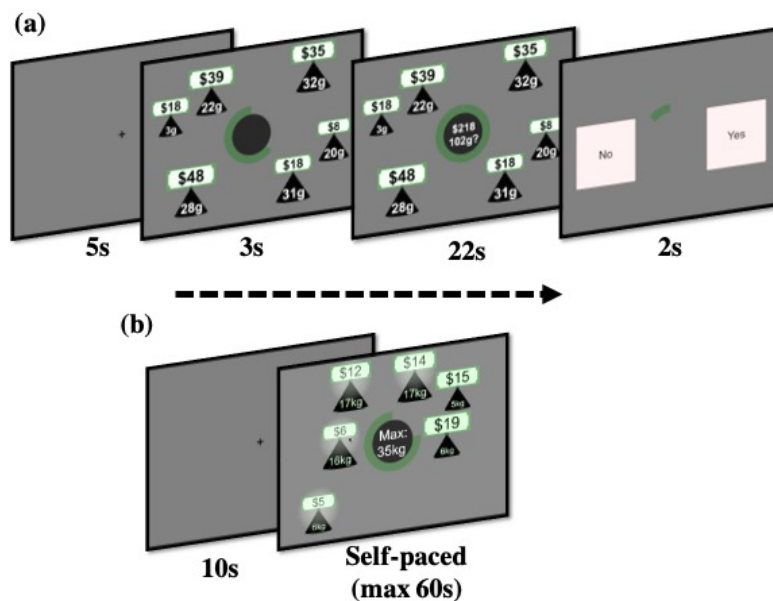 (a)
+
$35
32g
$39
22g
$18
3g
$8
20g
$18
31g
$48
28g
$35
32g
$39
22g
$18
3g
$218
102g?
$8
20g
$18
31g
$48
28g
No
Yes
5s
3s
22s
2s
(b)
+
$12
17kg
$14
17kg
$15
5kg
$6
16kg
Max:
35kg
$19
6kg
$5
10s
Self-paced
(max 60s)